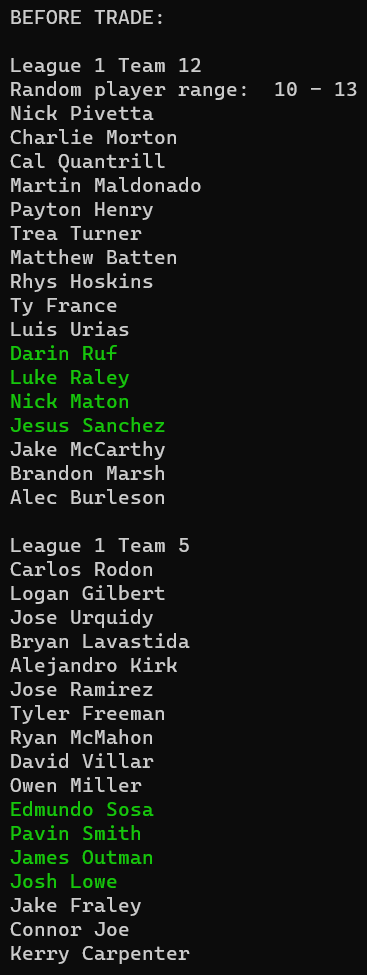 BEFORE TRADE:
League 1 Team 12
Random player range:  10 - 13
Nick Pivetta
Charlie Morton
Cal Quantrill
Martin Maldonado
Payton Henry
Trea Turner
Matthew Batten
Rhys Hoskins
Ty France
Luis Urias
Darin Ruf
Luke Raley
Nick Maton
Jesus Sanchez
Jake McCarthy
Brandon Marsh
Alec Burleson
League 1 Team 5
Carlos Rodon
Logan Gilbert
Jose Urquidy
Bryan Lavastida
Alejandro Kirk
Jose Ramirez
Tyler Freeman
Ryan McMahon
David Villar
Owen Miller
Edmundo Sosa
Pavin Smith
James Outman
Josh Lowe
Jake Fraley
Connor Joe
Kerry Carpenter